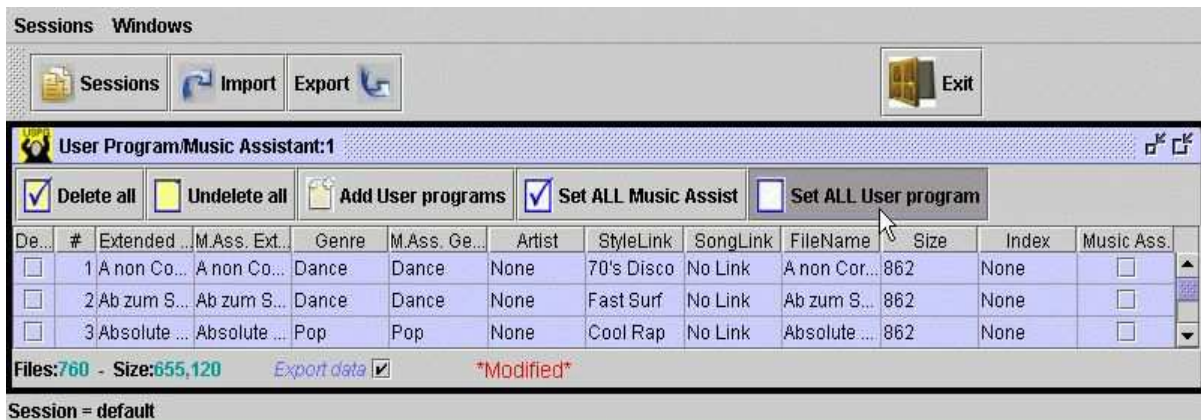 Sessions Windows
Sessions Import Export Exit
USPG
User Program/Music Assistant:1
Delete all Undelete all Add User programs Set ALL Music Assist Set ALL User program
De... # Extended ... M.Ass. Ext... Genre M.Ass. Ge... Artist StyleLink SongLink FileName Size Index Music Ass.
1 A non Co... A non Co... Dance Dance None 70's Disco No Link A non Cor... 862 None
2 Ab zum S... Ab zum S... Dance Dance None Fast Surf No Link Ab zum S... 862 None
3 Absolute ... Absolute ... Pop Pop None Cool Rap No Link Absolute ... 862 None
Files:760 - Size:655,120 Export data *Modified*
Session = default